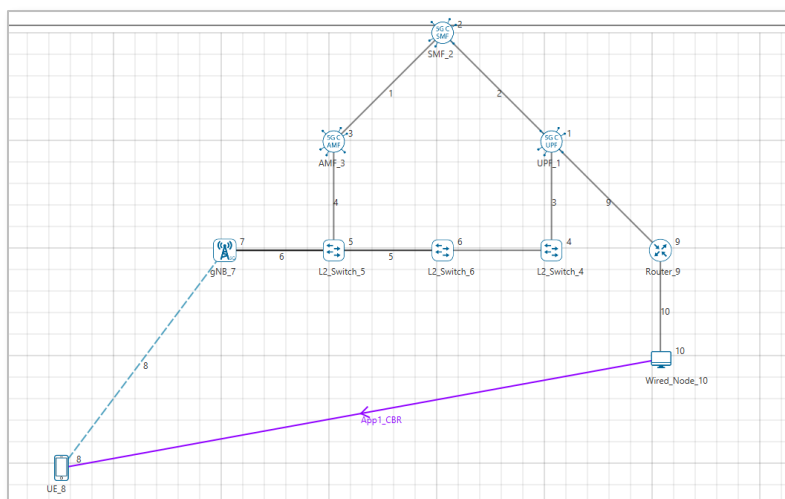 5G C
SMF
2
SMF_2
1
2
5G C
AMF
3
AMF_3
5G C
UPF
1
UPF_1
4
3
9
7
gNB_7
6
5
L2_Switch_5
5
6
L2_Switch_6
4
L2_Switch_4
9
Router_9
10
8
10
Wired_Node_10
App1_CBR
8
UE_8